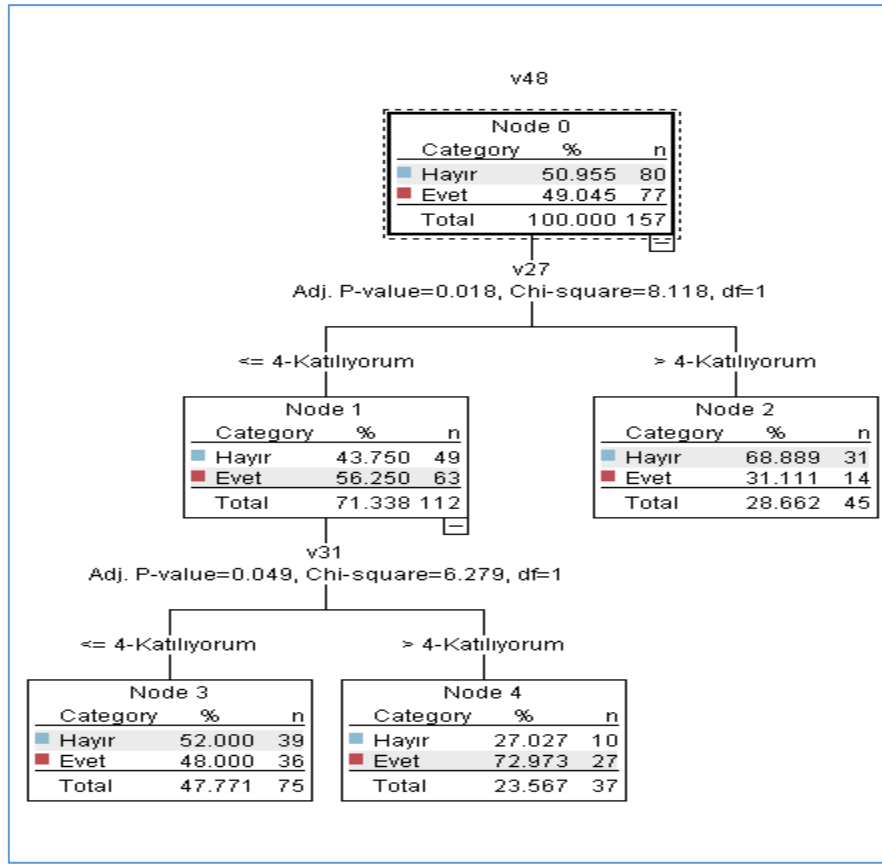 v48
Node 0
Category % n
Hayır 50.955 80
Evet 49.045 77
Total 100.000 157
v27
Adj. P-value=0.018, Chi-square=8.118, df=1
<= 4-Katılıyorum
> 4-Katılıyorum
Node 1
Category % n
Hayır 43.750 49
Evet 56.250 63
Total 71.338 112
Node 2
Category % n
Hayır 68.889 31
Evet 31.111 14
Total 28.662 45
v31
Adj. P-value=0.049, Chi-square=6.279, df=1
<= 4-Katılıyorum
> 4-Katılıyorum
Node 3
Category % n
Hayır 52.000 39
Evet 48.000 36
Total 47.771 75
Node 4
Category % n
Hayır 27.027 10
Evet 72.973 27
Total 23.567 37